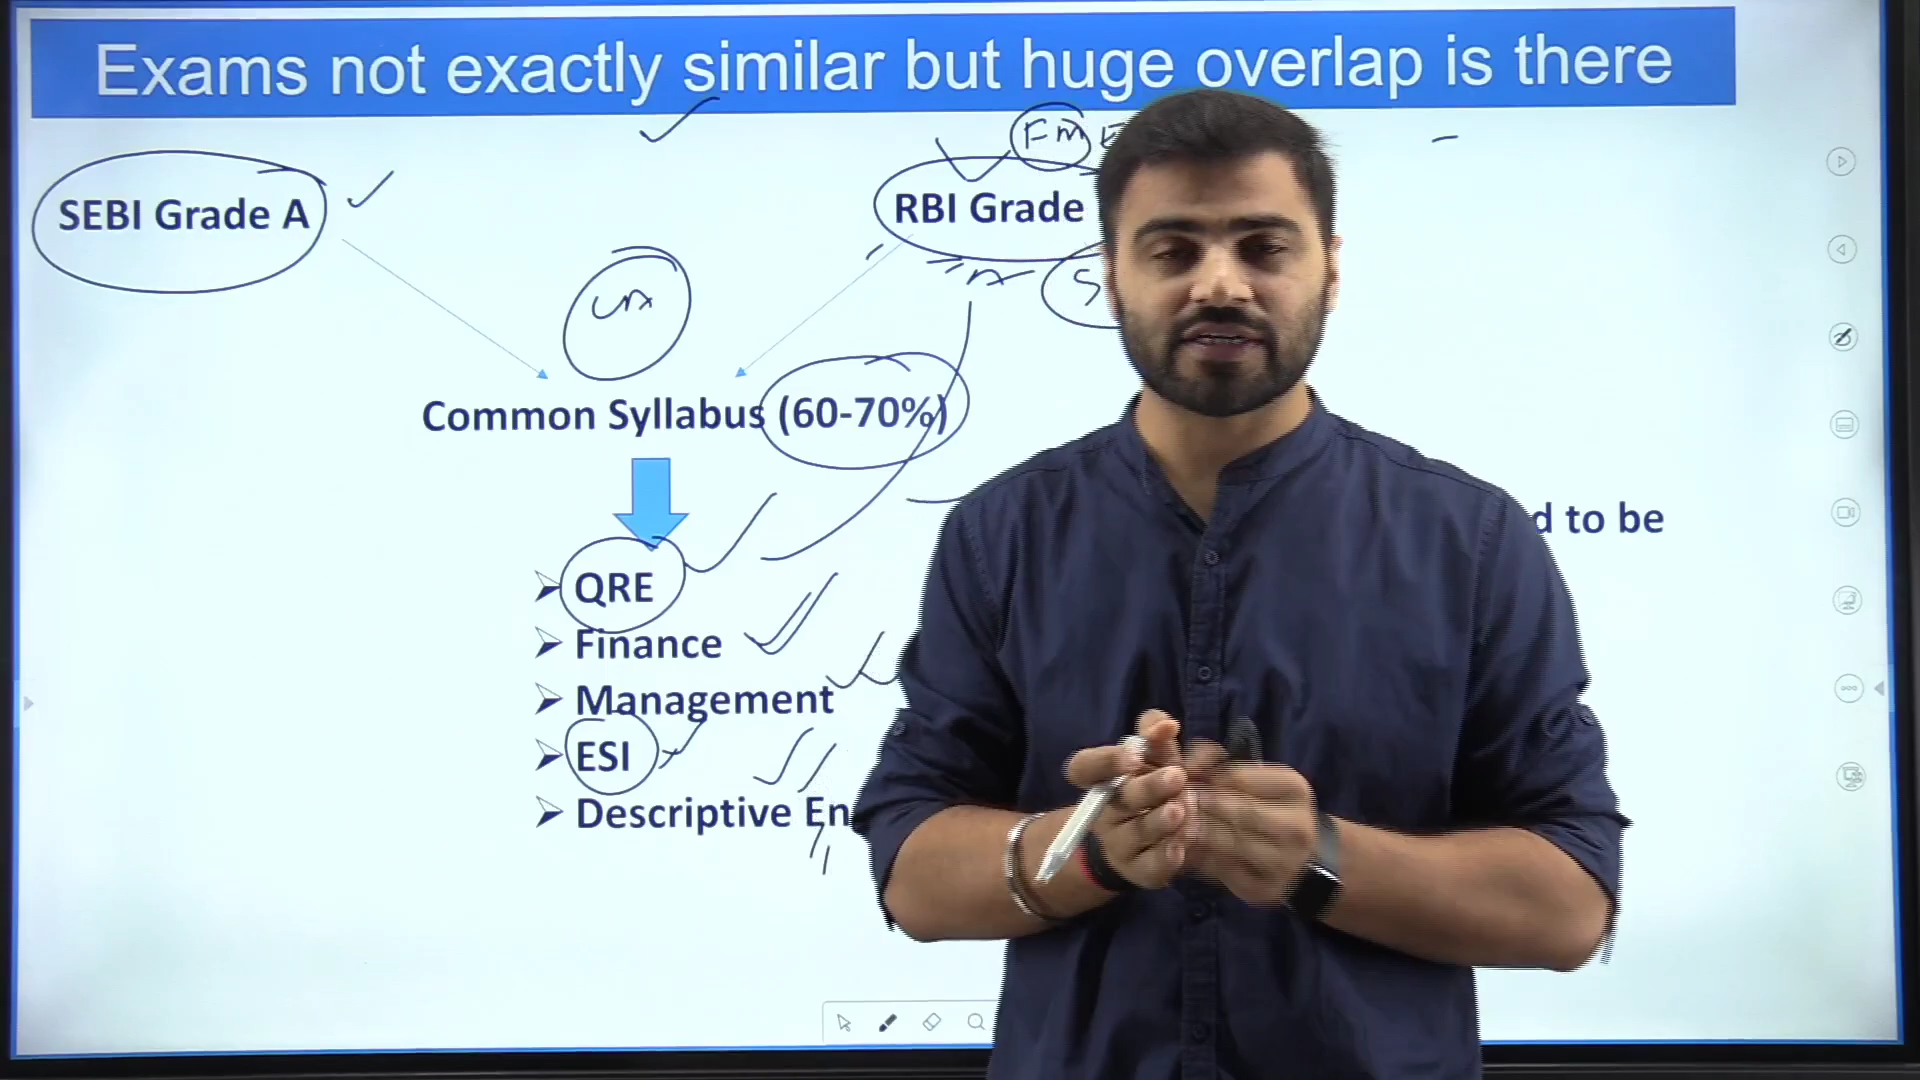 Exams not exactly similar but huge overlap is there
FM
SEBI Grade A
RBI Grade
S
Common Syllabus (60-70%)
d to be
QRE
Finance
Management
ESI
Descriptive En